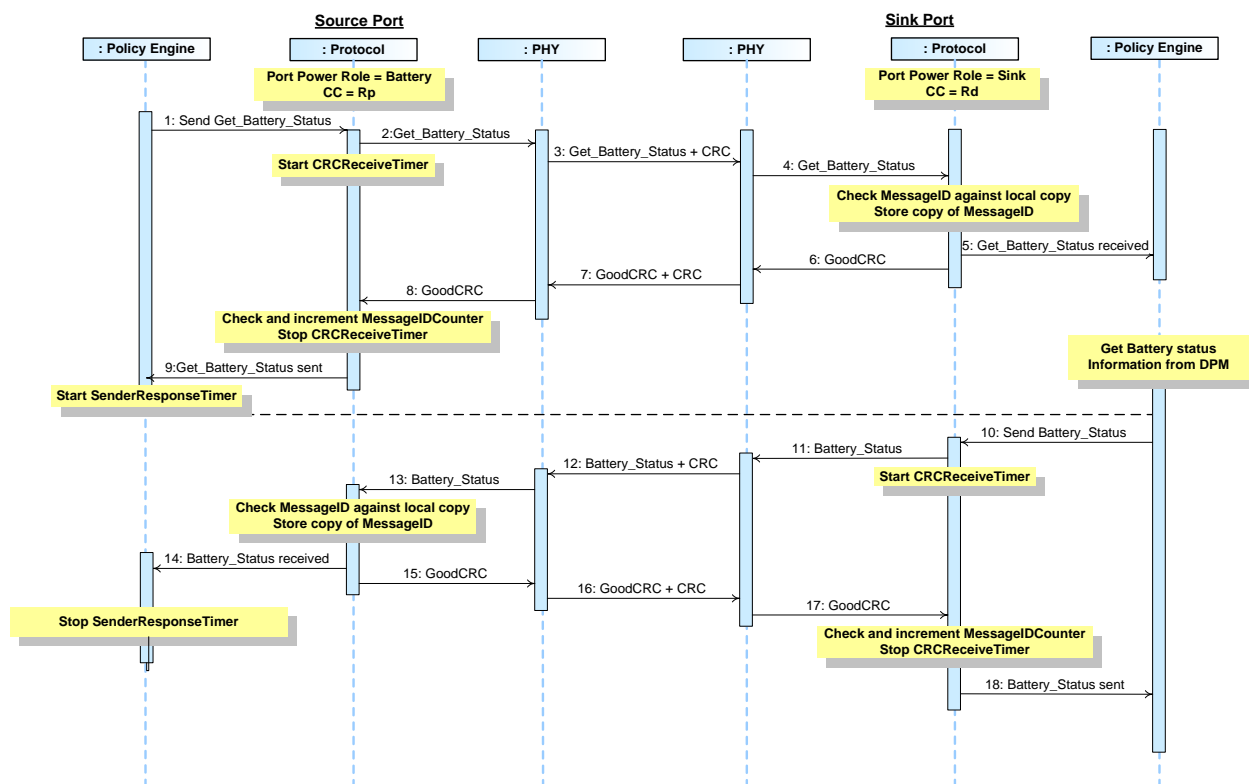 Source Port
Sink Port
: Policy Engine
: Protocol
: PHY
: PHY
: Protocol
: Policy Engine
Port Power Role = Battery
CC = Rp
Port Power Role = Sink
CC = Rd
1: Send Get_Battery_Status
2:Get_Battery_Status
Start CRCReceiveTimer
3: Get_Battery_Status + CRC
4: Get_Battery_Status
Check MessageID against local copy
Store copy of MessageID
5: Get_Battery_Status received
6: GoodCRC
7: GoodCRC + CRC
8: GoodCRC
Check and increment MessageIDCounter
Stop CRCReceiveTimer
9:Get_Battery_Status sent
Start SenderResponseTimer
Get Battery status
Information from DPM
10: Send Battery_Status
11: Battery_Status
Start CRCReceiveTimer
12: Battery_Status + CRC
13: Battery_Status
Check MessageID against local copy
Store copy of MessageID
14: Battery_Status received
15: GoodCRC
16: GoodCRC + CRC
17: GoodCRC
Stop SenderResponseTimer
Check and increment MessageIDCounter
Stop CRCReceiveTimer
18: Battery_Status sent